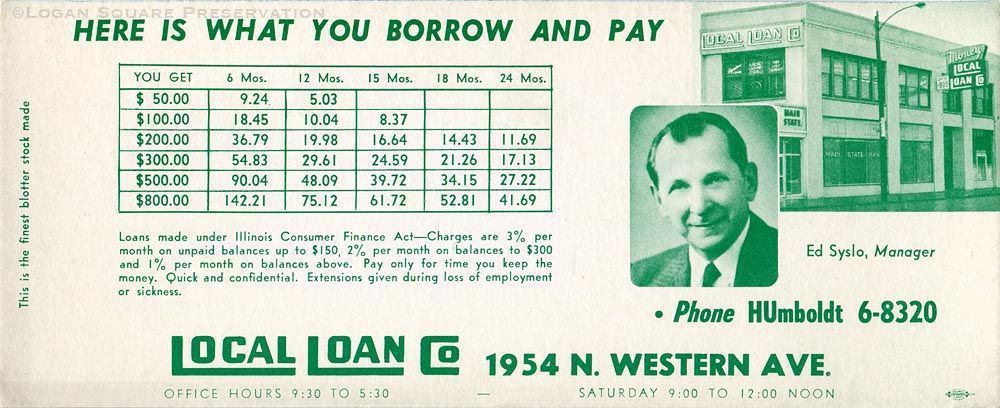 ©Logan Square Preservation
HERE IS WHAT YOU BORROW AND PAY
YOU GET 6 Mos. 12 Mos. 15 Mos. 18 Mos. 24 Mos.
$ 50.00 9.24 5.03
$100.00 18.45 10.04 8.37
$200.00 36.79 19.98 16.64 14.43 11.69
$300.00 54.83 29.61 24.59 21.26 17.13
$500.00 90.04 48.09 39.72 34.15 27.22
$800.00 142.21 75.12 61.72 52.81 41.69
Loans made under Illinois Consumer Finance Act—Charges are 3% per
month on unpaid balances up to $150, 2% per month on balances to $300
and 1% per month on balances above. Pay only for time you keep the
money. Quick and confidential. Extensions given during loss of employment
or sickness.
This is the finest blotter stock made
LOCAL LOAN CO
Money
LOCAL
LOAN CO
MAIN
STATE
MAIN STATE BANK
Ed Syslo, Manager
• Phone HUmboldt 6-8320
LOCAL LOAN CO 1954 N. WESTERN AVE.
OFFICE HOURS 9:30 TO 5:30 — SATURDAY 9:00 TO 12:00 NOON